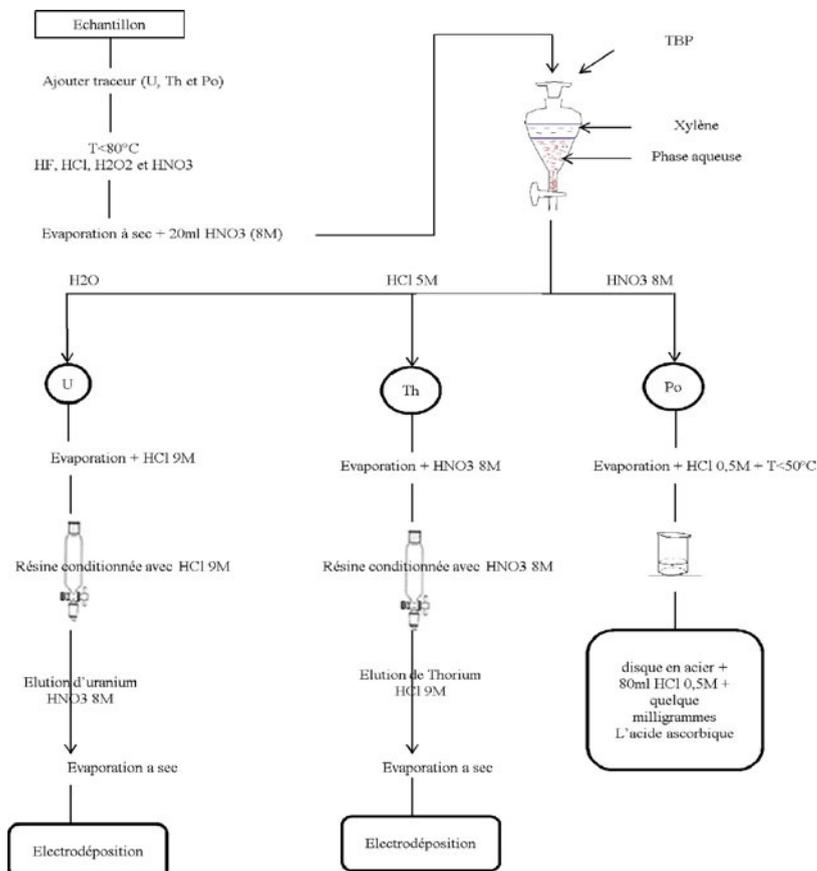 Echantillon
Ajouter traceur (U, Th et Po)
T<80°C
HF, HCl, H2O2 et HNO3
Evaporation à sec + 20ml HNO3 (8M)
TBP
Xylène
Phase aqueuse
H2O
HCl 5M
HNO3 8M
U
Th
Po
Evaporation + HCl 9M
Evaporation + HNO3 8M
Evaporation + HCl 0,5M + T<50°C
Résine conditionnée avec HCl 9M
Résine conditionnée avec HNO3 8M
Elution d'uranium
HNO3 8M
Elution de Thorium
HCl 9M
disque en acier +
80ml HCl 0,5M +
quelque
milligrammes
L'acide ascorbique
Evaporation a sec
Evaporation a sec
Electrodéposition
Electrodéposition